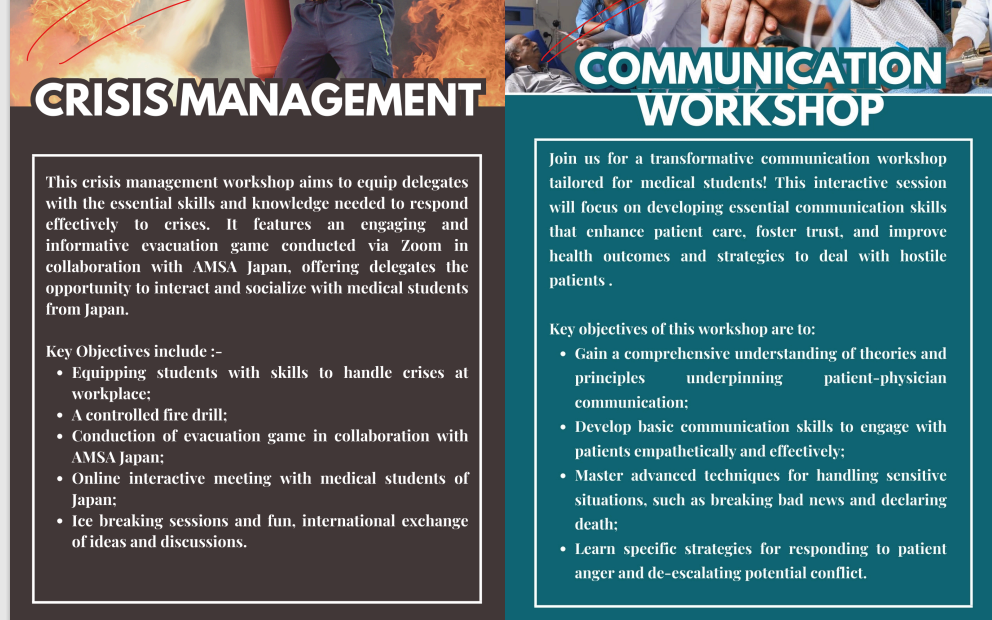 CRISIS MANAGEMENT
This crisis management workshop aims to equip delegates
with the essential skills and knowledge needed to respond
effectively to crises. It features an engaging and
informative evacuation game conducted via Zoom in
collaboration with AMSA Japan, offering delegates the
opportunity to interact and socialize with medical students
from Japan.
Key Objectives include :-
• Equipping students with skills to handle crises at
workplace;
• A controlled fire drill;
• Conduction of evacuation game in collaboration with
AMSA Japan;
• Online interactive meeting with medical students of
Japan;
• Ice breaking sessions and fun, international exchange
of ideas and discussions.
COMMUNICATION
WORKSHOP
Join us for a transformative communication workshop
tailored for medical students! This interactive session
will focus on developing essential communication skills
that enhance patient care, foster trust, and improve
health outcomes and strategies to deal with hostile
patients .
Key objectives of this workshop are to:
• Gain a comprehensive understanding of theories and
principles underpinning patient-physician
communication;
• Develop basic communication skills to engage with
patients empathetically and effectively;
• Master advanced techniques for handling sensitive
situations, such as breaking bad news and declaring
death;
• Learn specific strategies for responding to patient
anger and de-escalating potential conflict.